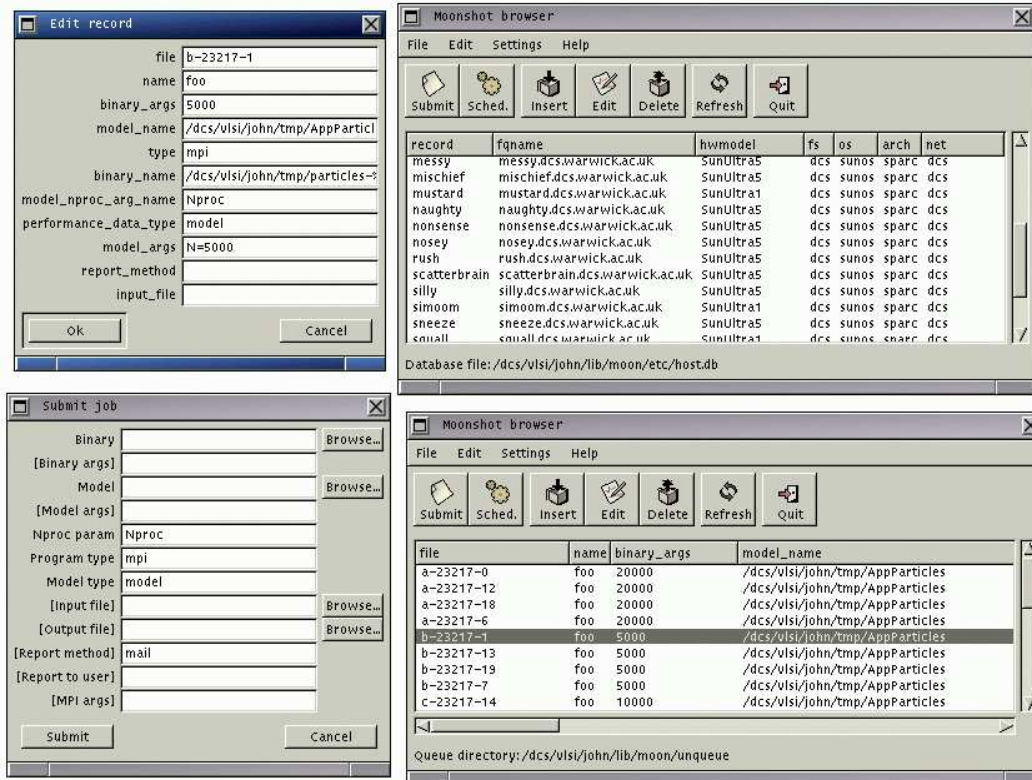 Edit record
file b-23217-1
name foo
binary_args 5000
model_name /dcs/vlsi/john/tmp/AppParticl
type mpi
binary_name /dcs/vlsi/john/tmp/particles-%
model_nproc_arg_name Nproc
performance_data_type model
model_args N=5000
report_method
input_file
Ok Cancel
Moonshot browser
File Edit Settings Help
Submit Sched. Insert Edit Delete Refresh Quit
record fqname hwmodel fs os arch net
messy messy.dcs.warwick.ac.uk SunUltra5 dcs sunos sparc dcs
mischief mischief.dcs.warwick.ac.uk SunUltra5 dcs sunos sparc dcs
mustard mustard.dcs.warwick.ac.uk SunUltra1 dcs sunos sparc dcs
naughty naughty.dcs.warwick.ac.uk SunUltra5 dcs sunos sparc dcs
nonsense nonsense.dcs.warwick.ac.uk SunUltra5 dcs sunos sparc dcs
nosey nosey.dcs.warwick.ac.uk SunUltra5 dcs sunos sparc dcs
rush rush.dcs.warwick.ac.uk SunUltra5 dcs sunos sparc dcs
scatterbrain scatterbrain.dcs.warwick.ac.uk SunUltra5 dcs sunos sparc dcs
silly silly.dcs.warwick.ac.uk SunUltra5 dcs sunos sparc dcs
simoom simoom.dcs.warwick.ac.uk SunUltra1 dcs sunos sparc dcs
sneeze sneeze.dcs.warwick.ac.uk SunUltra5 dcs sunos sparc dcs
squall squall.dcs.warwick.ac.uk SunUltra1 dcs sunos sparc dcs
Database file: /dcs/vlsi/john/lib/moon/etc/host.db
Submit job
Binary Browse...
[Binary args]
Model Browse...
[Model args]
Nproc param Nproc
Program type mpi
Model type model
[Input file] Browse...
[Output file] Browse...
[Report method] mail
[Report to user]
[MPI args]
Submit Cancel
Moonshot browser
File Edit Settings Help
Submit Sched. Insert Edit Delete Refresh Quit
file name binary_args model_name
a-23217-0 foo 20000 /dcs/vlsi/john/tmp/AppParticles
a-23217-12 foo 20000 /dcs/vlsi/john/tmp/AppParticles
a-23217-18 foo 20000 /dcs/vlsi/john/tmp/AppParticles
a-23217-6 foo 20000 /dcs/vlsi/john/tmp/AppParticles
b-23217-1 foo 5000 /dcs/vlsi/john/tmp/AppParticles
b-23217-13 foo 5000 /dcs/vlsi/john/tmp/AppParticles
b-23217-19 foo 5000 /dcs/vlsi/john/tmp/AppParticles
b-23217-7 foo 5000 /dcs/vlsi/john/tmp/AppParticles
c-23217-14 foo 10000 /dcs/vlsi/john/tmp/AppParticles
Queue directory: /dcs/vlsi/john/lib/moon/unqueue